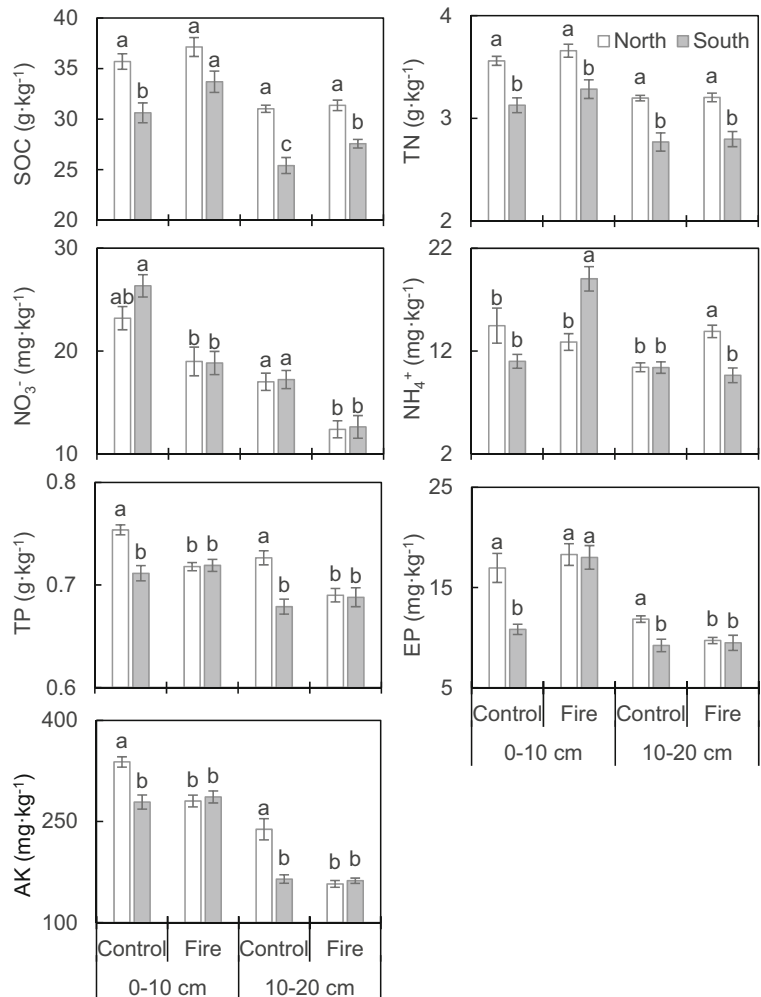 SOC (g·kg⁻¹)
40
35
30
25
20
a
b
a
a
a
c
a
b
TN (g·kg⁻¹)
4
3
2
North South
a
b
a
b
a
b
a
b
NO₃⁻ (mg·kg⁻¹)
30
20
10
ab
a
b
b
a
a
b
b
NH₄⁺ (mg·kg⁻¹)
22
12
2
b
b
b
a
b
b
a
b
TP (g·kg⁻¹)
0.8
0.7
0.6
a
b
b
b
a
b
b
b
EP (mg·kg⁻¹)
25
15
5
a
b
a
a
a
b
b
b
Control Fire Control Fire
0-10 cm 10-20 cm
AK (mg·kg⁻¹)
400
250
100
a
b
b
b
a
b
b
b
Control Fire Control Fire
0-10 cm 10-20 cm